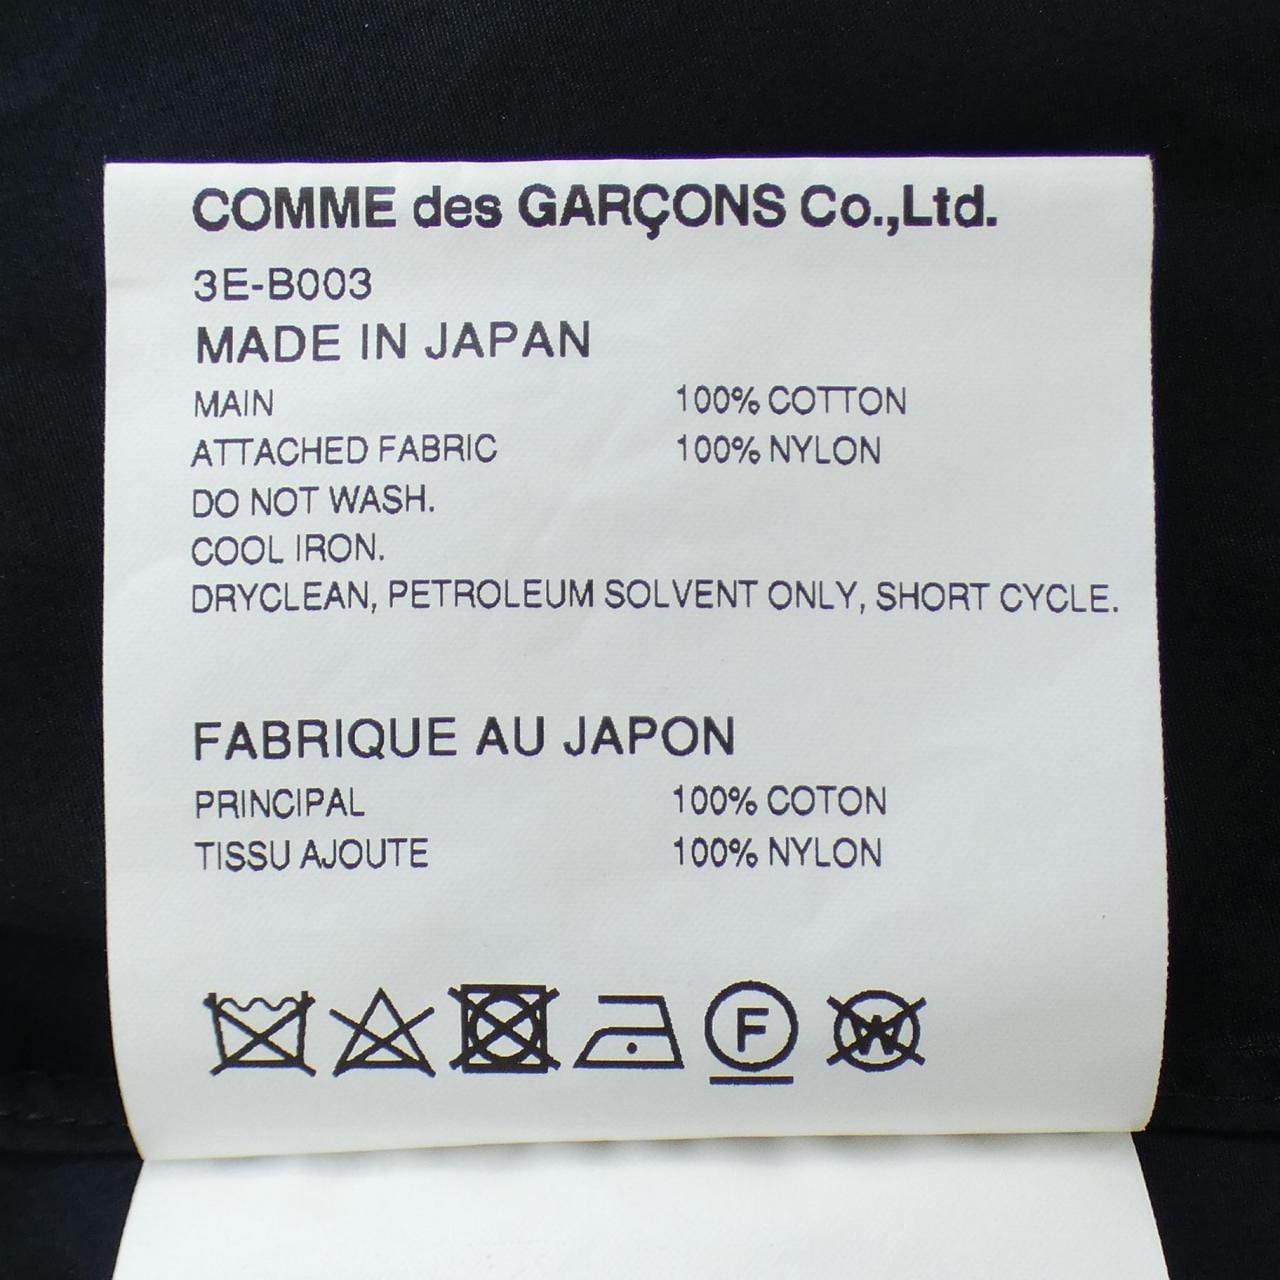 COMME des GARÇONS Co.,Ltd.
3E-B003
MADE IN JAPAN
MAIN 100% COTTON
ATTACHED FABRIC 100% NYLON
DO NOT WASH.
COOL IRON.
DRYCLEAN, PETROLEUM SOLVENT ONLY, SHORT CYCLE.
FABRIQUE AU JAPON
PRINCIPAL 100% COTON
TISSU AJOUTE 100% NYLON
F W